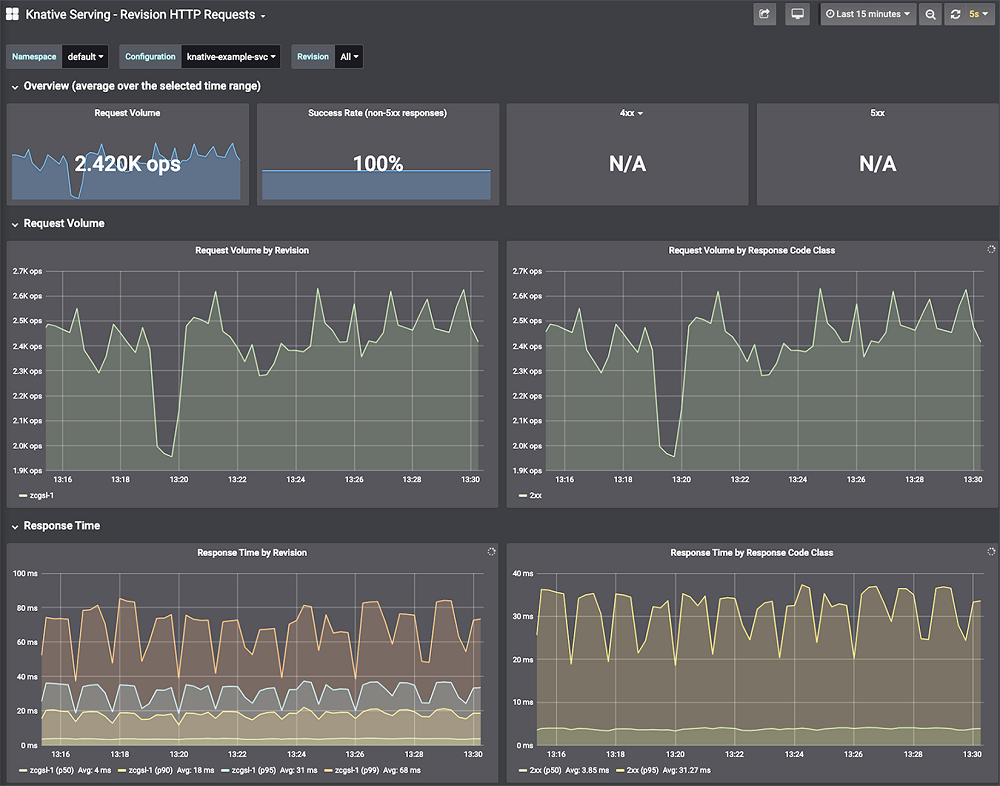 Knative Serving - Revision HTTP Requests
Last 15 minutes 5s
Namespace default Configuration knative-example-svc Revision All
Overview (average over the selected time range)
Request Volume
2.420K ops
Success Rate (non-5xx responses)
100%
4xx
N/A
5xx
N/A
Request Volume
Request Volume by Revision
2.7K ops
2.6K ops
2.5K ops
2.4K ops
2.3K ops
2.2K ops
2.1K ops
2.0K ops
1.9K ops
13:16 13:18 13:20 13:22 13:24 13:26 13:28 13:30
zcgsl-1
Request Volume by Response Code Class
2.7K ops
2.6K ops
2.5K ops
2.4K ops
2.3K ops
2.2K ops
2.1K ops
2.0K ops
1.9K ops
13:16 13:18 13:20 13:22 13:24 13:26 13:28 13:30
2xx
Response Time
Response Time by Revision
100 ms
80 ms
60 ms
40 ms
20 ms
0 ms
13:16 13:18 13:20 13:22 13:24 13:26 13:28 13:30
zcgsl-1 (p50) Avg: 4 ms zcgsl-1 (p90) Avg: 18 ms zcgsl-1 (p95) Avg: 31 ms zcgsl-1 (p99) Avg: 68 ms
Response Time by Response Code Class
40 ms
30 ms
20 ms
10 ms
0 ms
13:16 13:18 13:20 13:22 13:24 13:26 13:28 13:30
2xx (p50) Avg: 3.85 ms 2xx (p95) Avg: 31.27 ms